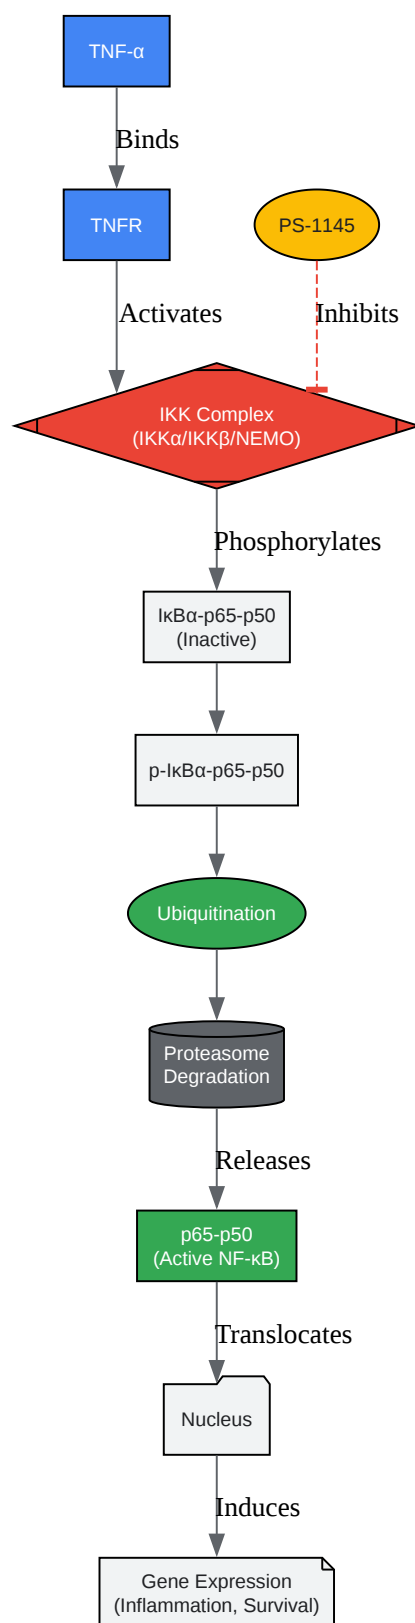 TNF-α
Binds
TNFR
PS-1145
Activates
Inhibits
IKK Complex
(IKKα/IKKβ/NEMO)
Phosphorylates
IκBα-p65-p50
(Inactive)
p-IκBα-p65-p50
Ubiquitination
Proteasome
Degradation
Releases
p65-p50
(Active NF-κB)
Translocates
Nucleus
Induces
Gene Expression
(Inflammation, Survival)